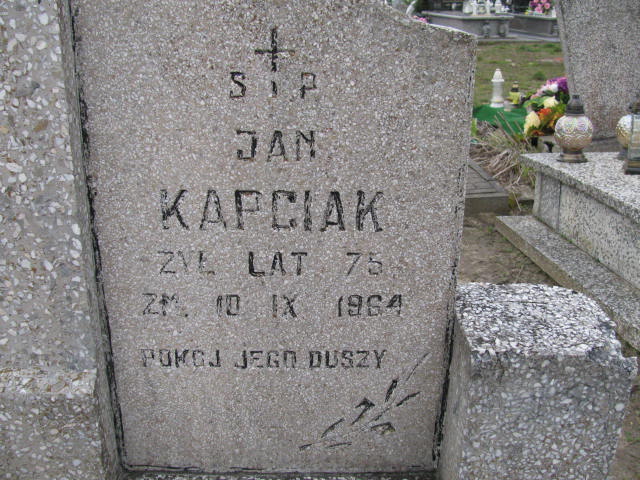 S P
JAN
KAPCIAK
ŻYŁ LAT 75
ZM. 10 IX 1964
POKÓJ JEGO DUSZY